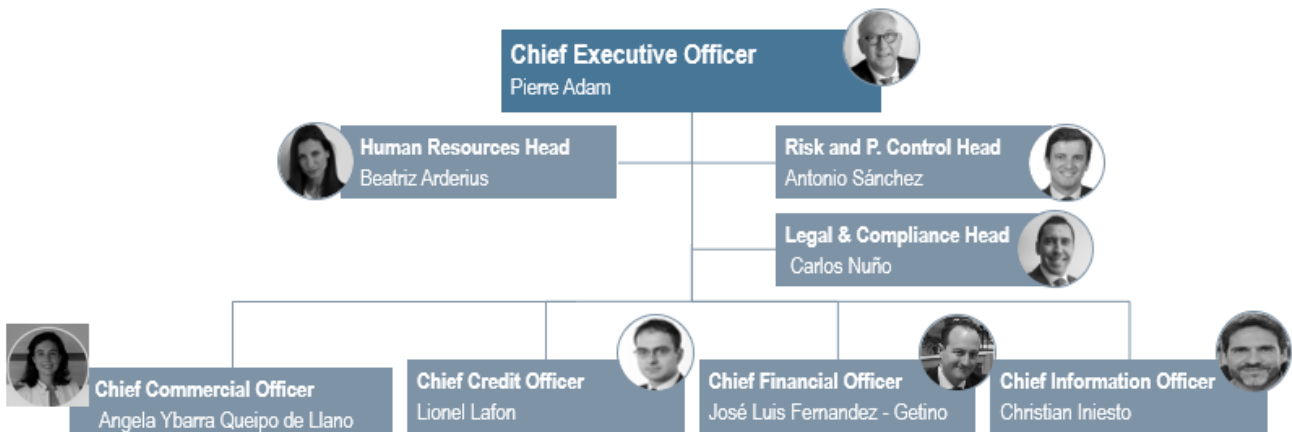 Chief Executive Officer
Pierre Adam
Human Resources Head
Beatriz Arderius
Risk and P. Control Head
Antonio Sánchez
Legal & Compliance Head
Carlos Nuño
Chief Commercial Officer
Angela Ybarra Queipo de Llano
Chief Credit Officer
Lionel Lafon
Chief Financial Officer
José Luis Fernandez - Getino
Chief Information Officer
Christian Iniesto